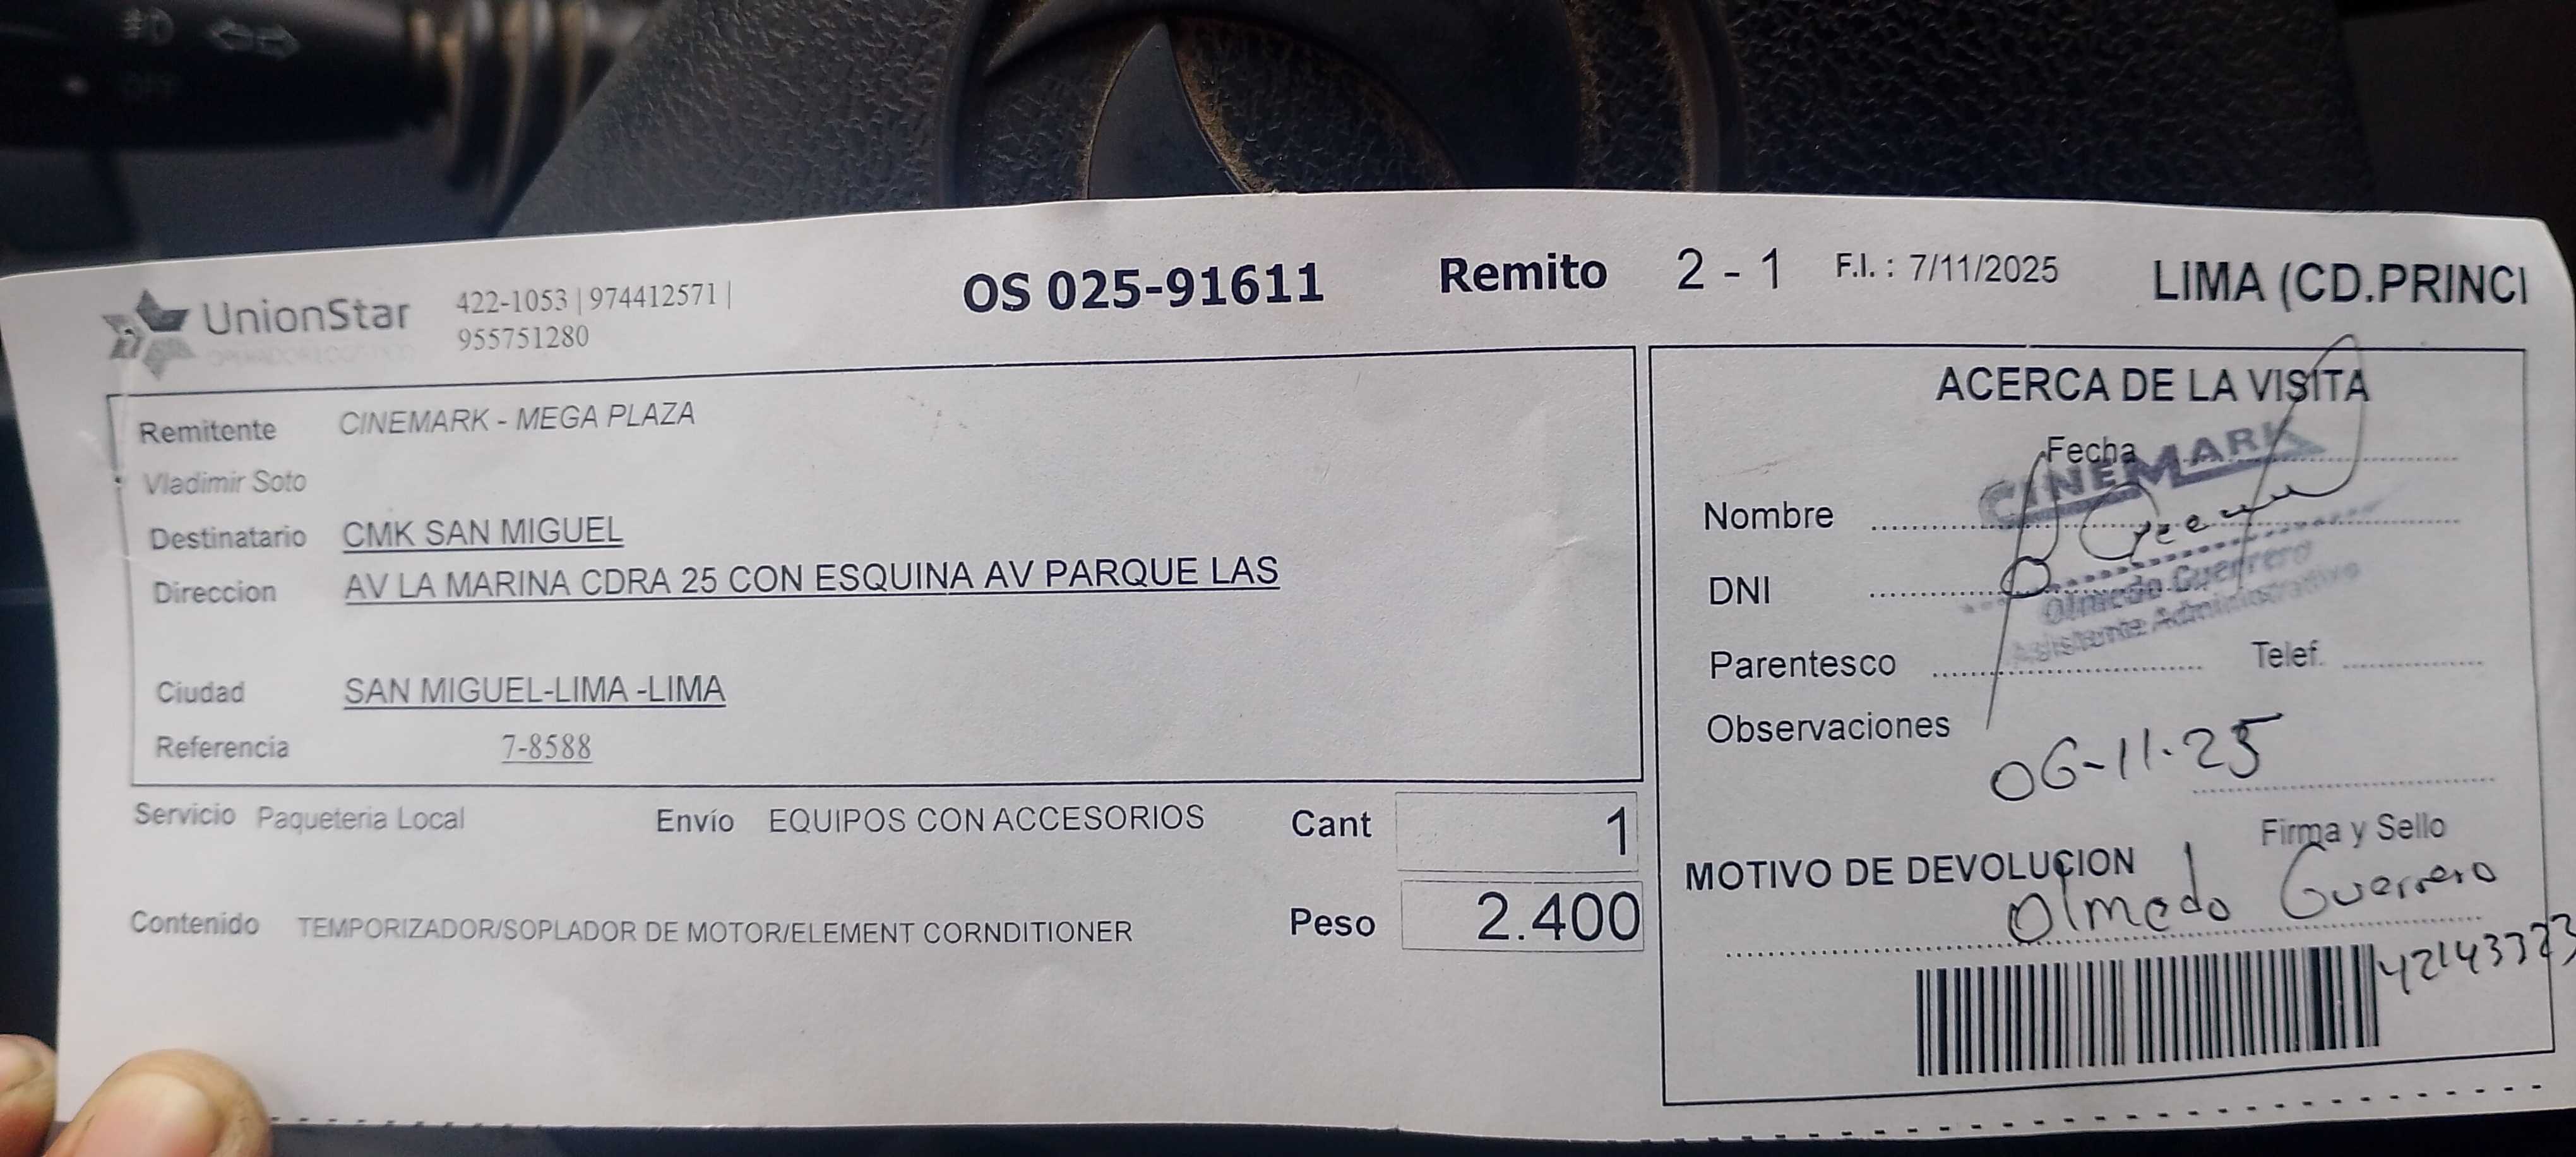 UnionStar
OPERADOR LOGISTICO
422-1053 | 974412571 |
955751280
OS 025-91611
Remito 2 - 1
F.I. : 7/11/2025
LIMA (CD.PRINCI
Remitente CINEMARK - MEGA PLAZA
Vladimir Soto
Destinatario CMK SAN MIGUEL
Direccion AV LA MARINA CDRA 25 CON ESQUINA AV PARQUE LAS
Ciudad SAN MIGUEL-LIMA -LIMA
Referencia 7-8588
Servicio Paqueteria Local Envío EQUIPOS CON ACCESORIOS Cant 1
Contenido TEMPORIZADOR/SOPLADOR DE MOTOR/ELEMENT CORNDITIONER Peso 2.400
ACERCA DE LA VISITA
Fecha
CINEMARK
Nombre
DNI
Olmedo Guerrero
Asistente Administrativo
Parentesco Telef.
Observaciones
06-11-25
Firma y Sello
MOTIVO DE DEVOLUCION
Olmedo Guerrero